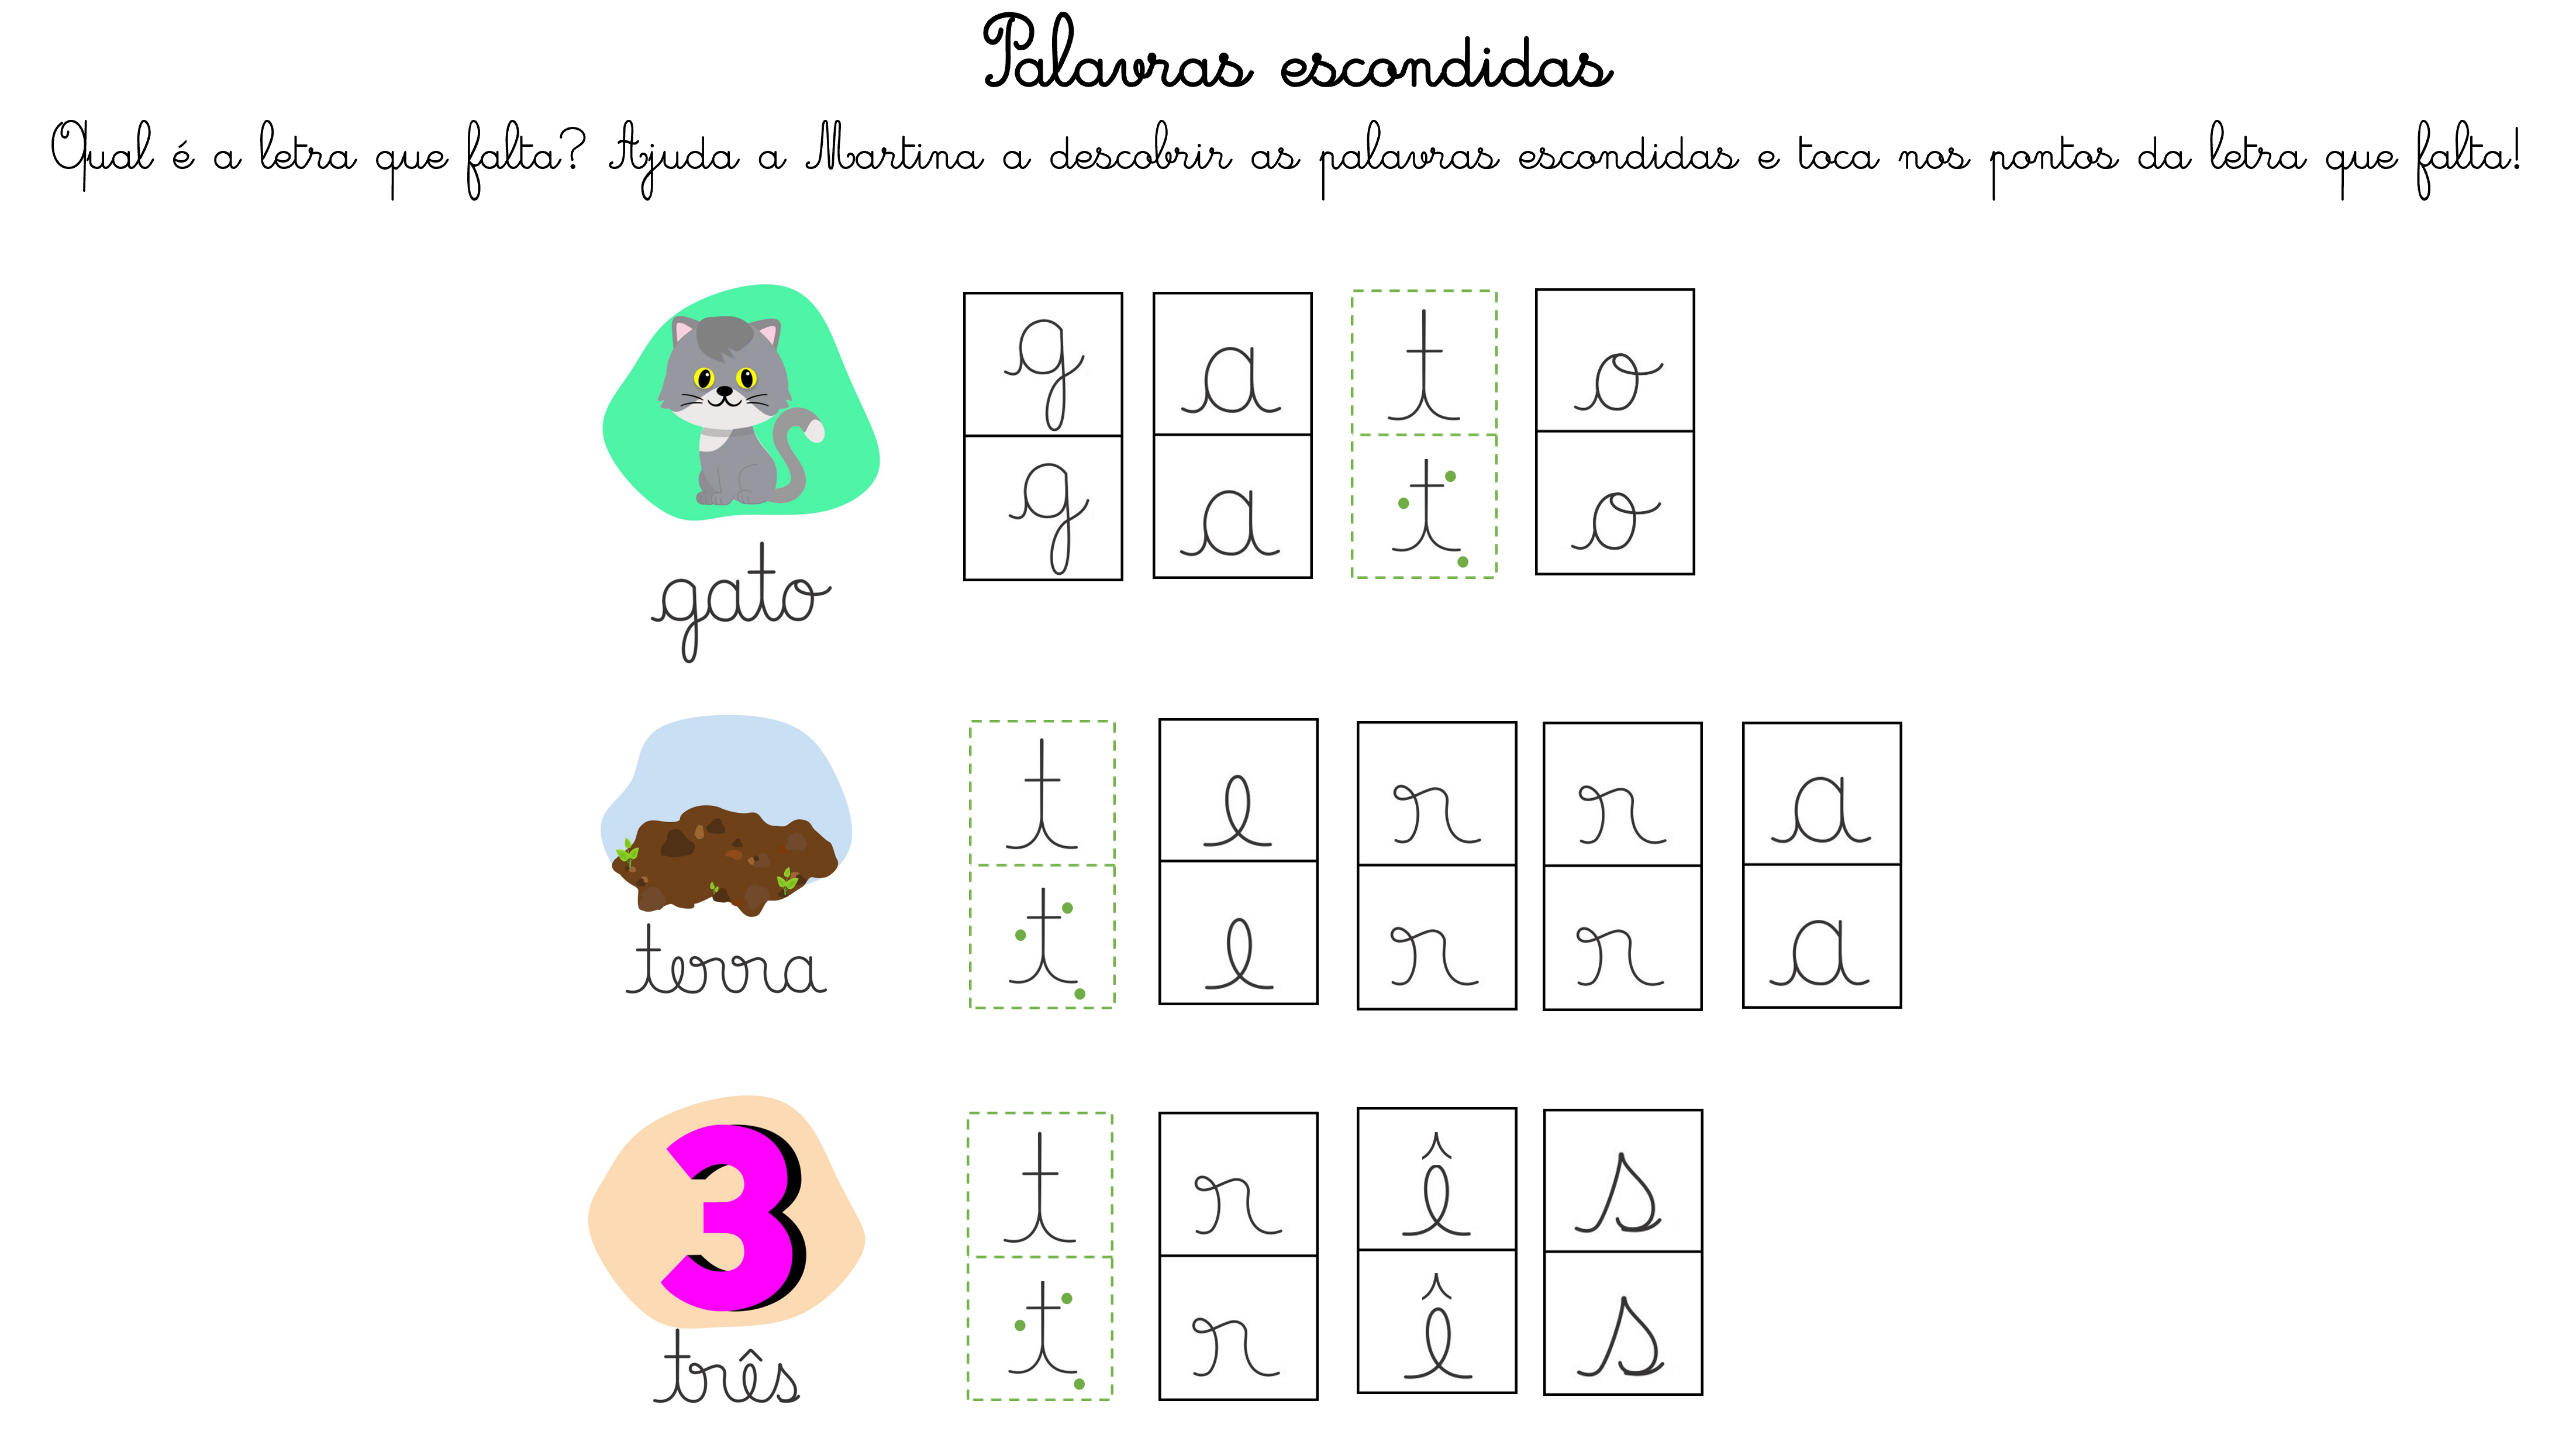 Palavras escondidas
Qual é a letra que falta? Ajuda a Martina a descobrir as palavras escondidas e toca nos pontos da letra que falta!
g a t o
g a t o
gato
t e r r a
t e r r a
terra
3
t r ê s
t r ê s
três